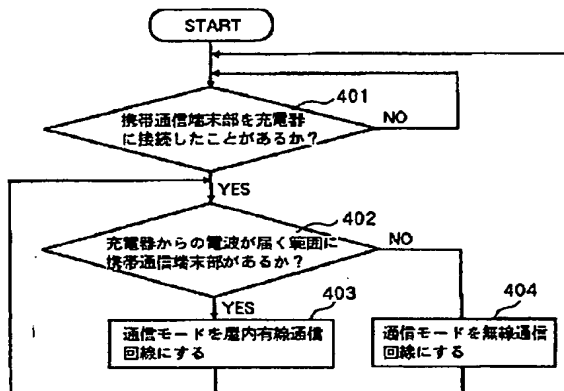 START
401
携帯通信端末部を充電器
に接続したことがあるか?
NO
YES
402
充電器からの電波が届く範囲に
携帯通信端末部があるか?
NO
YES
403
404
通信モードを屋内有線通信
回線にする
通信モードを無線通信
回線にする